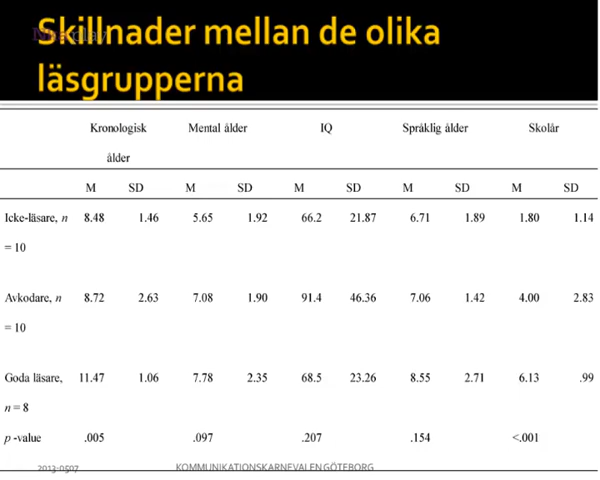 Skillnader mellan de olika
läsgrupperna
Kronologisk ålder Mental ålder IQ Språklig ålder Skolår
M SD M SD M SD M SD M SD
Icke-läsare, n = 10 8.48 1.46 5.65 1.92 66.2 21.87 6.71 1.89 1.80 1.14
Avkodare, n = 10 8.72 2.63 7.08 1.90 91.4 46.36 7.06 1.42 4.00 2.83
Goda läsare, n = 8 11.47 1.06 7.78 2.35 68.5 23.26 8.55 2.71 6.13 .99
p -value .005 .097 .207 .154 <.001
2013-0507 KOMMUNIKATIONSKARNEVALEN GÖTEBORG